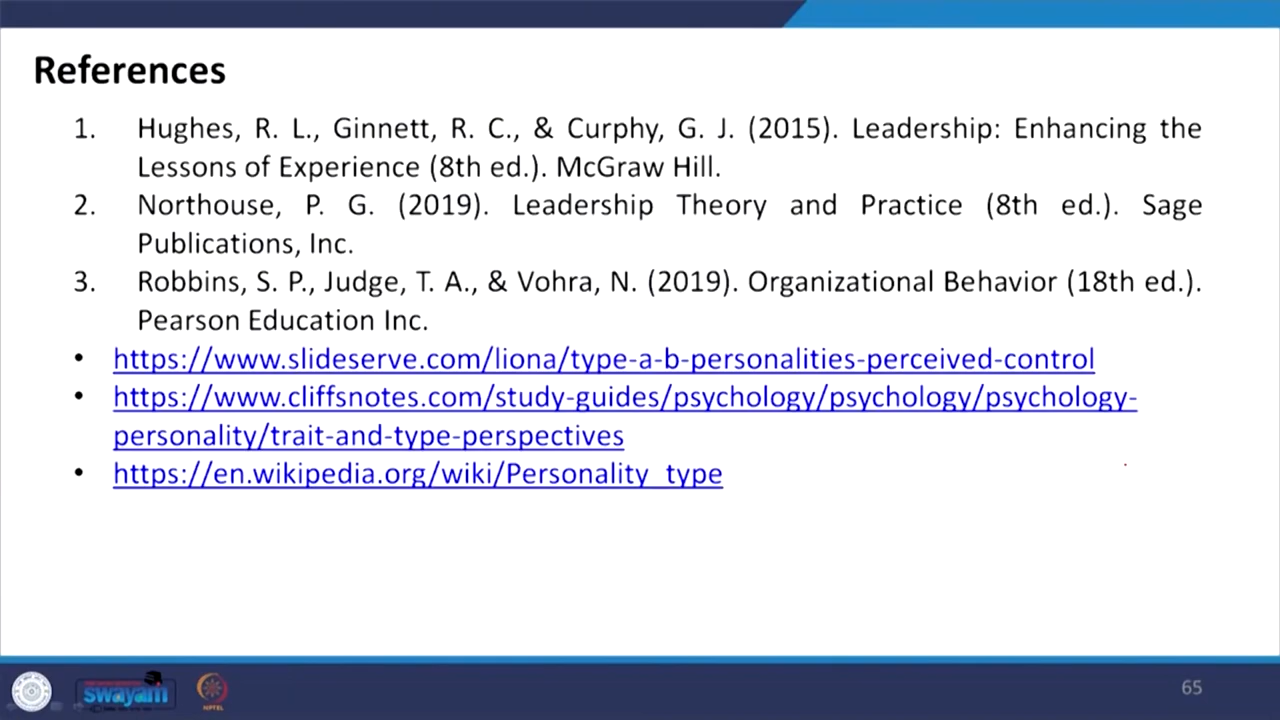 References
1. Hughes, R. L., Ginnett, R. C., & Curphy, G. J. (2015). Leadership: Enhancing the
Lessons of Experience (8th ed.). McGraw Hill.
2. Northouse, P. G. (2019). Leadership Theory and Practice (8th ed.). Sage
Publications, Inc.
3. Robbins, S. P., Judge, T. A., & Vohra, N. (2019). Organizational Behavior (18th ed.).
Pearson Education Inc.
• https://www.slideserve.com/liona/type-a-b-personalities-perceived-control
• https://www.cliffsnotes.com/study-guides/psychology/psychology/psychology-
personality/trait-and-type-perspectives
• https://en.wikipedia.org/wiki/Personality_type
swayam
NPTEL
65